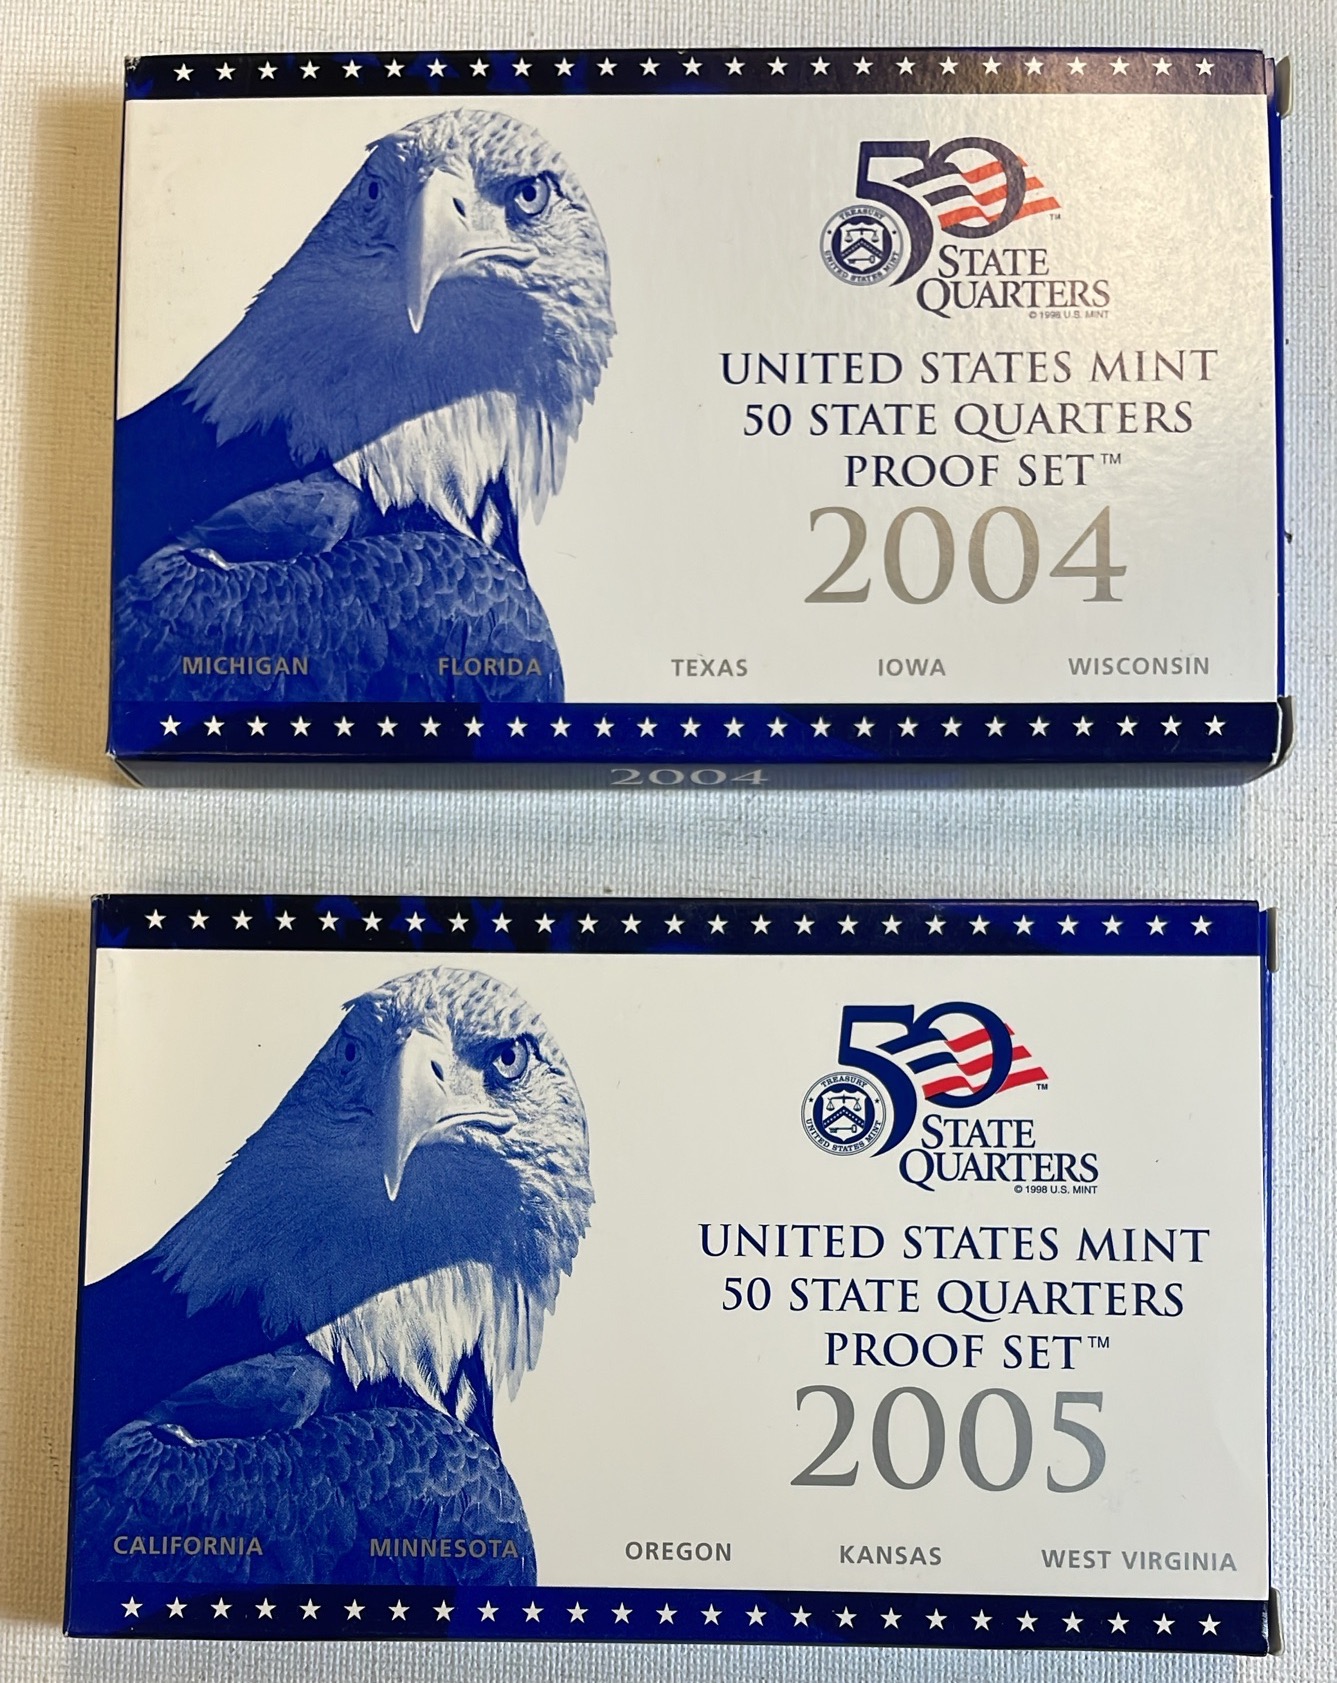 50
TM
TREASURY
UNITED STATES MINT
STATE
QUARTERS
© 1998 U.S. MINT
UNITED STATES MINT
50 STATE QUARTERS
PROOF SET™
2004
MICHIGAN FLORIDA TEXAS IOWA WISCONSIN
2004
50
TM
TREASURY
UNITED STATES MINT
STATE
QUARTERS
© 1998 U.S. MINT
UNITED STATES MINT
50 STATE QUARTERS
PROOF SET™
2005
CALIFORNIA MINNESOTA OREGON KANSAS WEST VIRGINIA